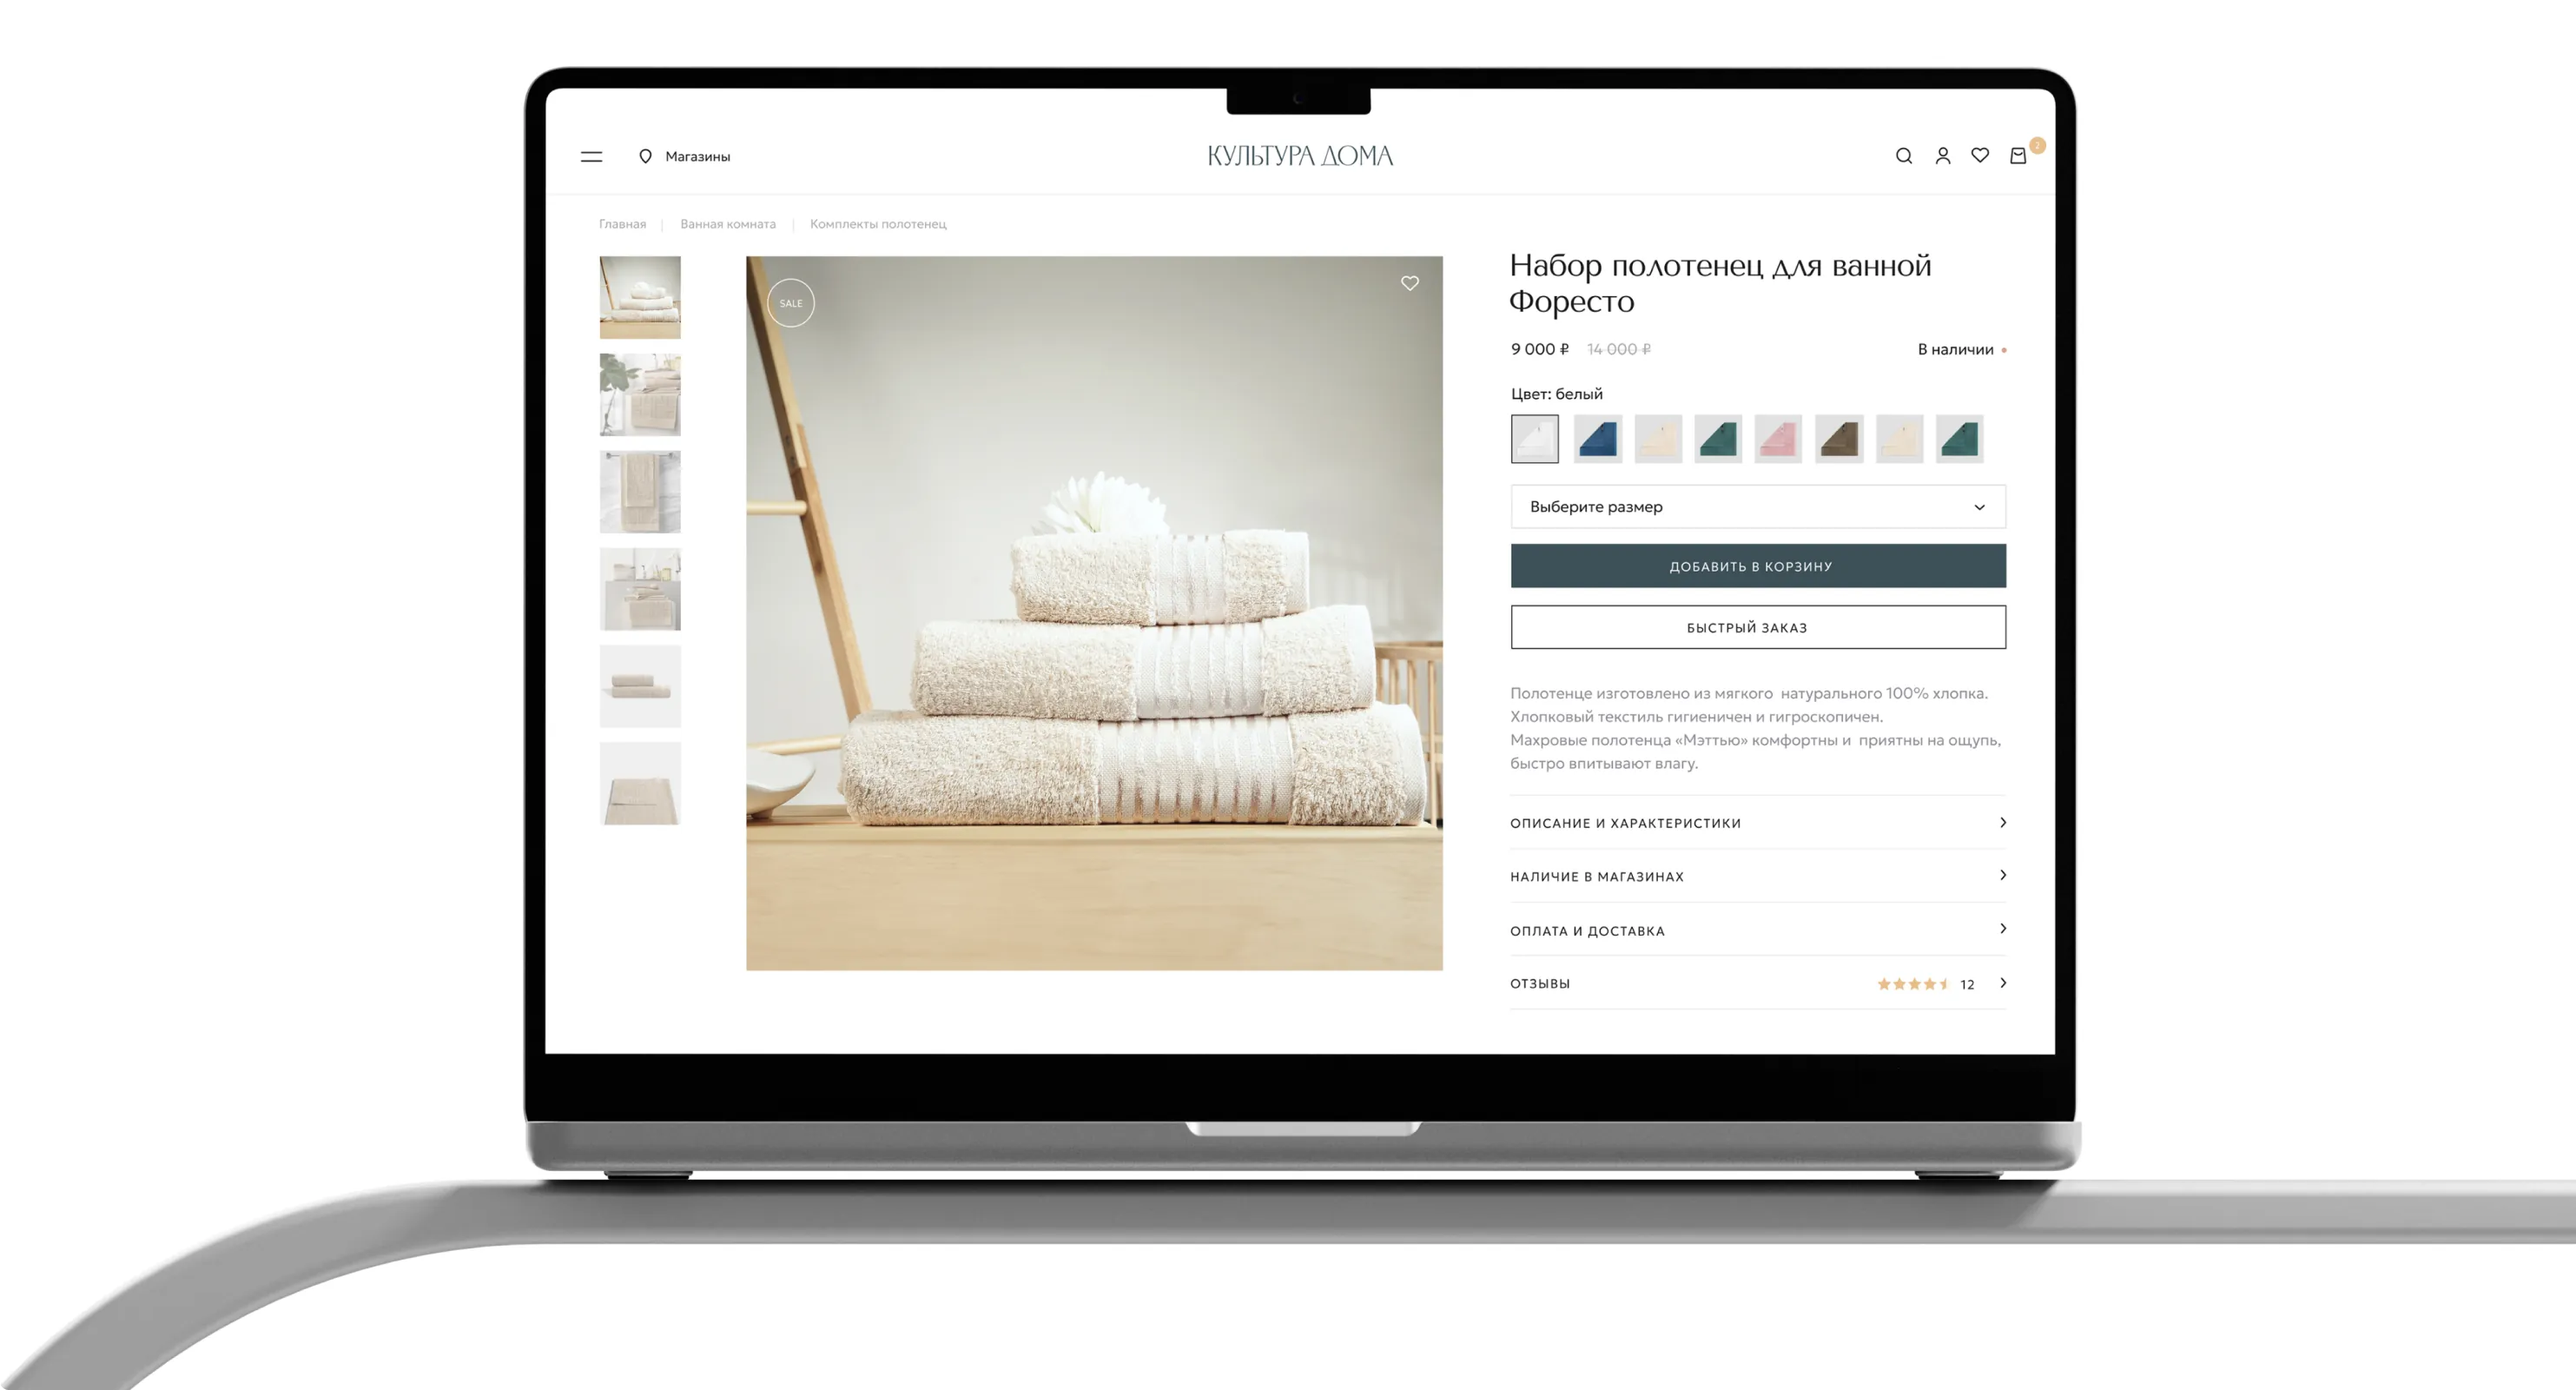 Магазины
КУЛЬТУРА ДОМА
2
Главная | Ванная комната | Комплекты полотенец
SALE
Набор полотенец для ванной
Форесто
9 000 ₽ 14 000 ₽
В наличии
Цвет: белый
Выберите размер
ДОБАВИТЬ В КОРЗИНУ
БЫСТРЫЙ ЗАКАЗ
Полотенце изготовлено из мягкого натурального 100% хлопка.
Хлопковый текстиль гигиеничен и гигроскопичен.
Махровые полотенца «Мэттью» комфортны и приятны на ощупь,
быстро впитывают влагу.
ОПИСАНИЕ И ХАРАКТЕРИСТИКИ
НАЛИЧИЕ В МАГАЗИНАХ
ОПЛАТА И ДОСТАВКА
ОТЗЫВЫ
12